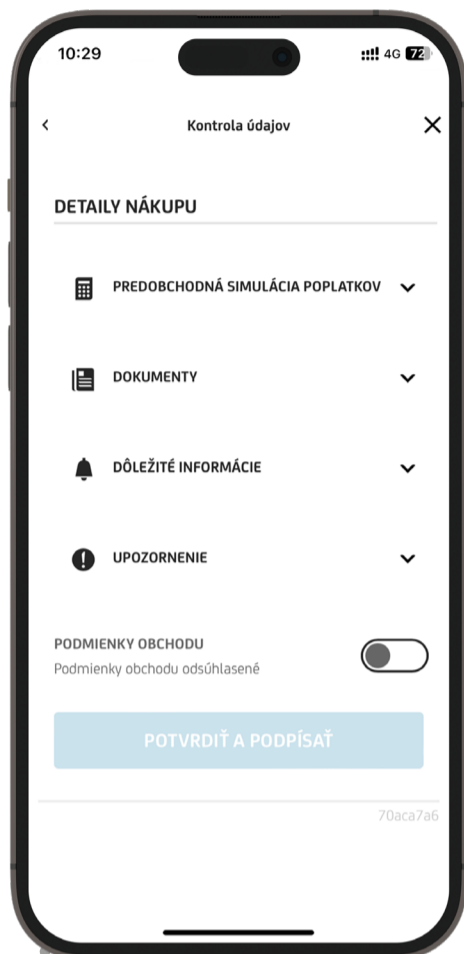 10:29
4G 72
Kontrola údajov
DETAILY NÁKUPU
PREDOBCHODNÁ SIMULÁCIA POPLATKOV
DOKUMENTY
DÔLEŽITÉ INFORMÁCIE
UPOZORNENIE
PODMIENKY OBCHODU
Podmienky obchodu odsúhlasené
POTVRDIŤ A PODPÍSAŤ
70aca7a6